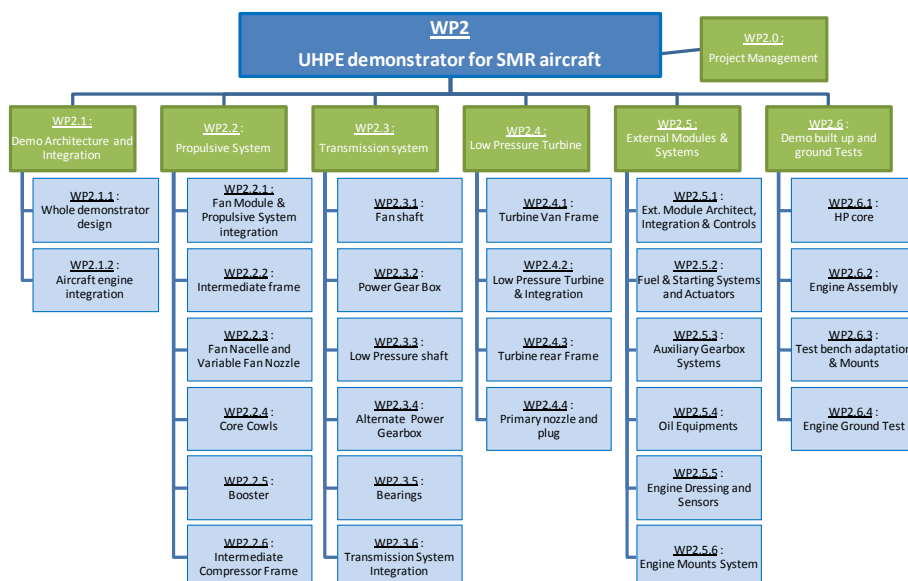 WP2
UHPE demonstrator for SMR aircraft
WP2.0 :
Project Management
WP2.1:
Demo Architecture and
Integration
WP2.1.1 :
Whole demonstrator
design
WP2.1.2 :
Aircraft engine
integration
WP2.2:
Propulsive System
WP2.2.1:
Fan Module &
Propulsive System
integration
WP2.2.2 :
Intermediate frame
WP2.2.3 :
Fan Nacelle and
Variable Fan Nozzle
WP2.2.4 :
Core Cowls
WP2.2.5 :
Booster
WP2.2.6 :
Intermediate
Compressor Frame
WP2.3:
Transmission system
WP2.3.1 :
Fan shaft
WP2.3.2 :
Power Gear Box
WP2.3.3 :
Low Pressure shaft
WP2.3.4 :
Alternate Power
Gearbox
WP2.3.5 :
Bearings
WP2.3.6 :
Transmission System
Integration
WP2.4:
Low Pressure Turbine
WP2.4.1 :
Turbine Van Frame
WP2.4.2 :
Low Pressure Turbine
& Integration
WP2.4.3 :
Turbine rear Frame
WP2.4.4 :
Primary nozzle and
plug
WP2.5:
External Modules &
Systems
WP2.5.1 :
Ext. Module Architect,
Integration & Controls
WP2.5.2 :
Fuel & Starting Systems
and Actuators
WP2.5.3 :
Auxiliary Gearbox
Systems
WP2.5.4 :
Oil Equipments
WP2.5.5 :
Engine Dressing and
Sensors
WP2.5.6 :
Engine Mounts System
WP2.6 :
Demo built up and
ground Tests
WP2.6.1 :
HP core
WP2.6.2 :
Engine Assembly
WP2.6.3 :
Test bench adaptation
& Mounts
WP2.6.4 :
Engine Ground Test